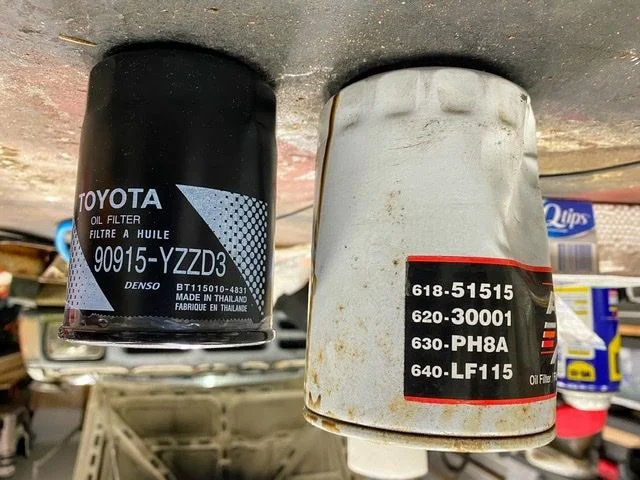 TOYOTA
OIL FILTER
FILTRE A HUILE
90915-YZZD3
DENSO
BT115010-4831
MADE IN THAILAND
FABRIQUE EN THAILANDE
618-51515
620-30001
630-PH8A
640-LF115
Oil Filter
Qtips